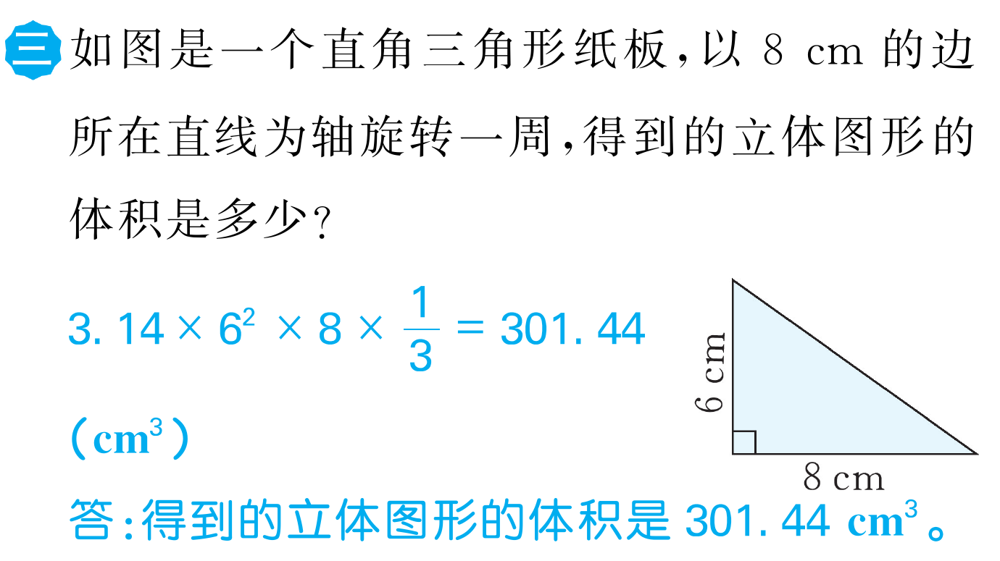 三 如图是一个直角三角形纸板,以 8 cm 的边
所在直线为轴旋转一周,得到的立体图形的
体积是多少?
3.14 × 6² × 8 × 1/3 = 301.44
(cm³)
6 cm
8 cm
答:得到的立体图形的体积是 301.44 cm³。